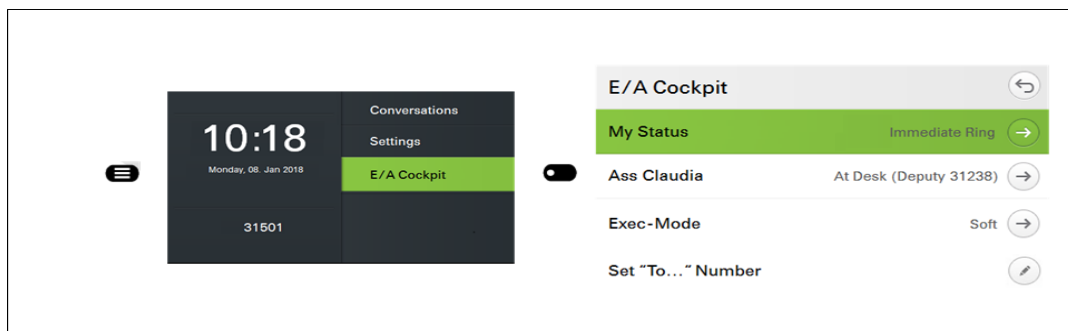 Conversations
10:18
Settings
Monday, 08. Jan 2018
E/A Cockpit
31501
E/A Cockpit
My Status Immediate Ring
Ass Claudia At Desk (Deputy 31238)
Exec-Mode Soft
Set "To..." Number